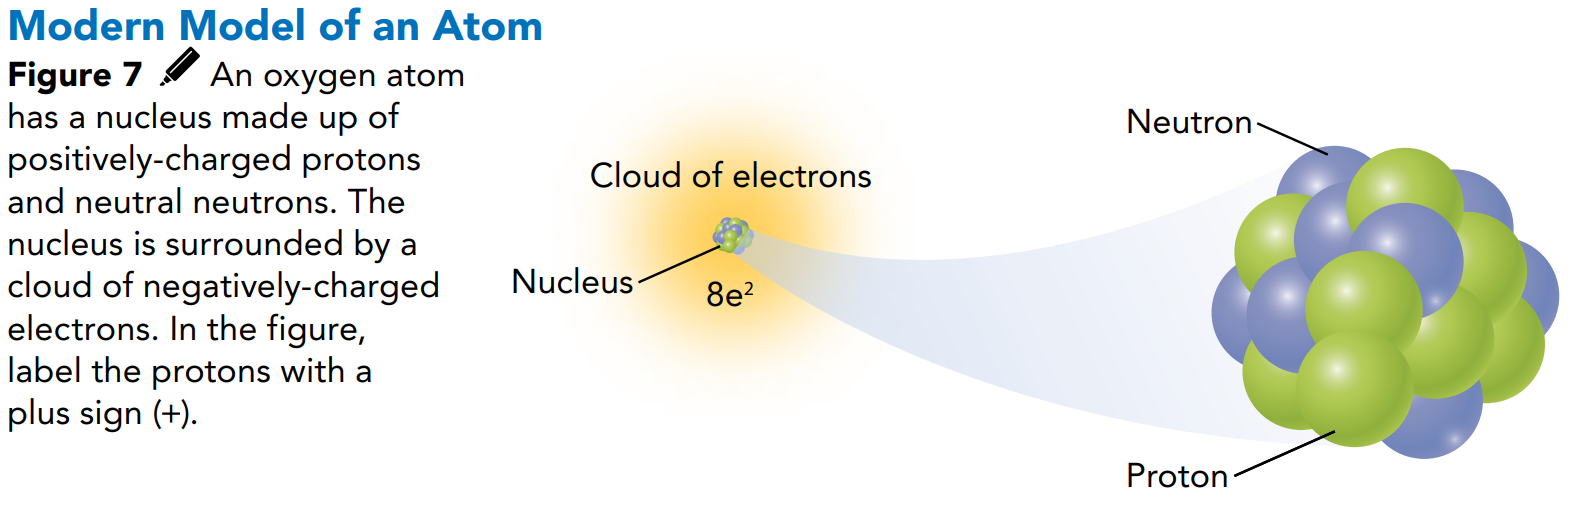 Modern Model of an Atom
Figure 7 An oxygen atom
has a nucleus made up of
positively-charged protons
and neutral neutrons. The
nucleus is surrounded by a
cloud of negatively-charged
electrons. In the figure,
label the protons with a
plus sign (+).
Cloud of electrons
Nucleus
8e²
Neutron
Proton